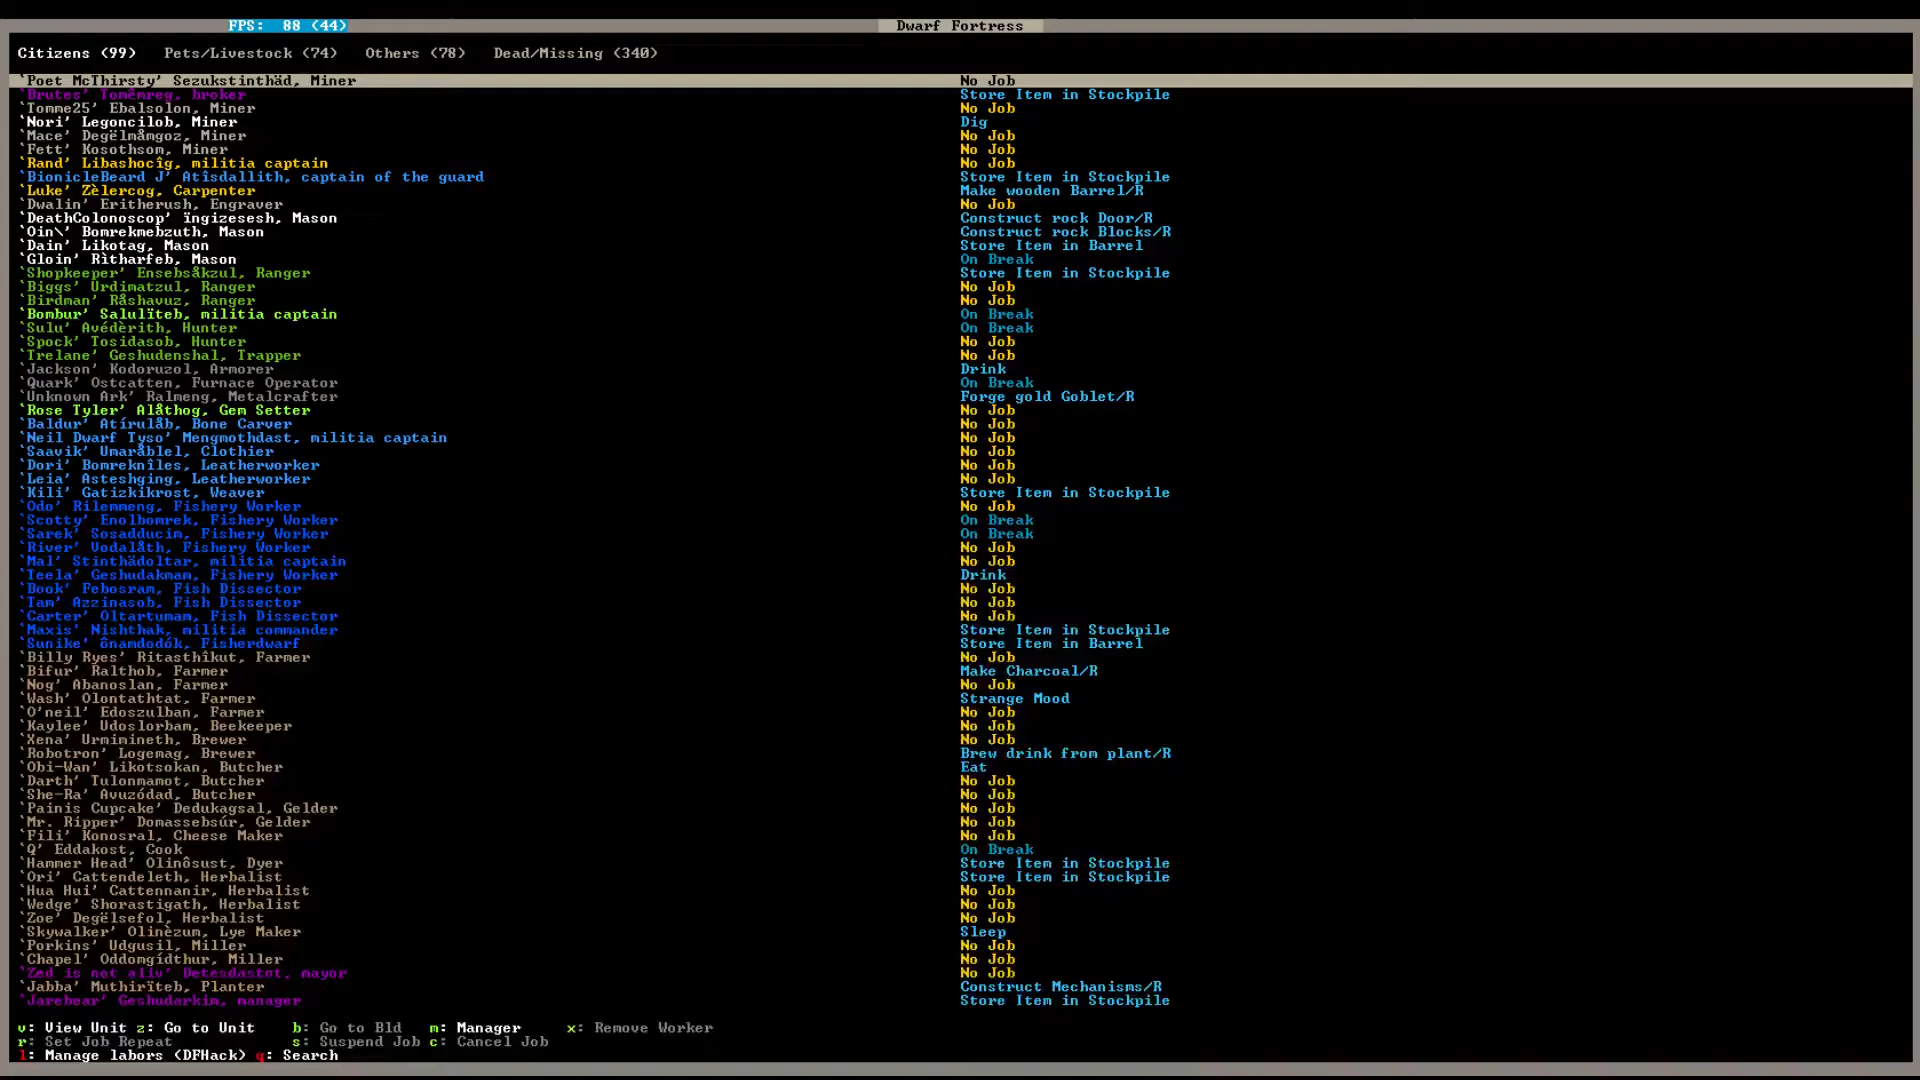 FPS: 88 (44) Dwarf Fortress
Citizens (99) Pets/Livestock (74) Others (78) Dead/Missing (340)
`Poet McThirsty' Sezukstinthäd, Miner No Job
`Brutes' Tomêmreg, broker Store Item in Stockpile
`Tomme25' Ebalsolon, Miner No Job
`Nori' Legoncilob, Miner Dig
`Mace' Degëlmåmgoz, Miner No Job
`Fett' Kosothsom, Miner No Job
`Rand' Libashocîg, militia captain No Job
`BionicleBeard J' Atîsdallith, captain of the guard Store Item in Stockpile
`Luke' Zèlercog, Carpenter Make wooden Barrel/R
`Dwalin' Eritherush, Engraver No Job
`DeathColonoscop' ïngizesesh, Mason Construct rock Door/R
`Oin\' Bomrekmebzuth, Mason Construct rock Blocks/R
`Dain' Likotag, Mason Store Item in Barrel
`Gloin' Rìtharfeb, Mason On Break
`Shopkeeper' Ensebsåkzul, Ranger Store Item in Stockpile
`Biggs' Urdimatzul, Ranger No Job
`Birdman' Råshavuz, Ranger No Job
`Bombur' Salulïteb, militia captain On Break
`Sulu' Avédèrith, Hunter On Break
`Spock' Tosidasob, Hunter No Job
`Trelane' Geshudenshal, Trapper No Job
`Jackson' Kodoruzol, Armorer Drink
`Quark' Ostcatten, Furnace Operator On Break
`Unknown Ark' Ralmeng, Metalcrafter Forge gold Goblet/R
`Rose Tyler' Alåthog, Gem Setter No Job
`Baldur' Atírulåb, Bone Carver No Job
`Neil Dwarf Tyso' Mengmothdast, militia captain No Job
`Saavik' Umaråblel, Clothier No Job
`Dori' Bomreknîles, Leatherworker No Job
`Leia' Asteshging, Leatherworker No Job
`Kili' Gatizkikrost, Weaver Store Item in Stockpile
`Odo' Rilemmeng, Fishery Worker No Job
`Scotty' Enolbomrek, Fishery Worker On Break
`Sarek' Sosadducim, Fishery Worker On Break
`River' Vodalåth, Fishery Worker No Job
`Mal' Stinthädoltar, militia captain No Job
`Teela' Geshudakmam, Fishery Worker Drink
`Book' Febosram, Fish Dissector No Job
`Tam' Azzinasob, Fish Dissector No Job
`Carter' Oltartumam, Fish Dissector No Job
`Maxis' Nishthak, militia commander Store Item in Stockpile
`Sunike' ônamdodók, Fisherdwarf Store Item in Barrel
`Billy Ryes' Ritasthîkut, Farmer No Job
`Bifur' Ralthob, Farmer Make Charcoal/R
`Nog' Abanoslan, Farmer No Job
`Wash' Olontathtat, Farmer Strange Mood
`O'neil' Edoszulban, Farmer No Job
`Kaylee' Udoslorbam, Beekeeper No Job
`Xena' Urmimineth, Brewer No Job
`Robotron' Logemag, Brewer Brew drink from plant/R
`Obi-Wan' Likotsokan, Butcher Eat
`Darth' Tulonmamot, Butcher No Job
`She-Ra' Avuzódad, Butcher No Job
`Painis Cupcake' Dedukagsal, Gelder No Job
`Mr. Ripper' Domassebsúr, Gelder No Job
`Fili' Konosral, Cheese Maker No Job
`Q' Eddakost, Cook On Break
`Hammer Head' Olinôsust, Dyer Store Item in Stockpile
`Ori' Cattendeleth, Herbalist Store Item in Stockpile
`Hua Hui' Cattennanir, Herbalist No Job
`Wedge' Shorastigath, Herbalist No Job
`Zoe' Degëlsefol, Herbalist No Job
`Skywalker' Olinèzum, Lye Maker Sleep
`Porkins' Udgusil, Miller No Job
`Chapel' Oddomgídthur, Miller No Job
`Zed is not aliv' Detesdastot, mayor No Job
`Jabba' Muthirïteb, Planter Construct Mechanisms/R
`Jarebear' Geshudarkim, manager Store Item in Stockpile
v: View Unit z: Go to Unit b: Go to Bld m: Manager x: Remove Worker
r: Set Job Repeat s: Suspend Job c: Cancel Job
l: Manage labors (DFHack) q: Search